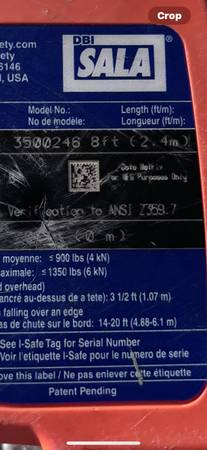 Crop
DBI
SALA®
ety.com
fety
6146
I, USA
Model No.: Length (ft/m):
No de modèle: Longueur (ft/m):
3500246 8ft (2.4m)
Data Matrix
For MFG Purposes Only
Verification to ANSI Z359.7
m)
moyenne: ≤ 900 lbs (4 kN)
aximale: ≤ 1350 lbs (6 kN)
d overhead)
ancré au-dessus de a tete): 3 1/2 ft (1.07 m)
falling over an edge
as de chute sur le bord: 14-20 ft (4.88-6.1 m)
See I-Safe Tag for Serial Number
Voir l'etiquette I-Safe pour le numero de serie
ove this label / Ne pas enlever cette étiquette
Patent Pending